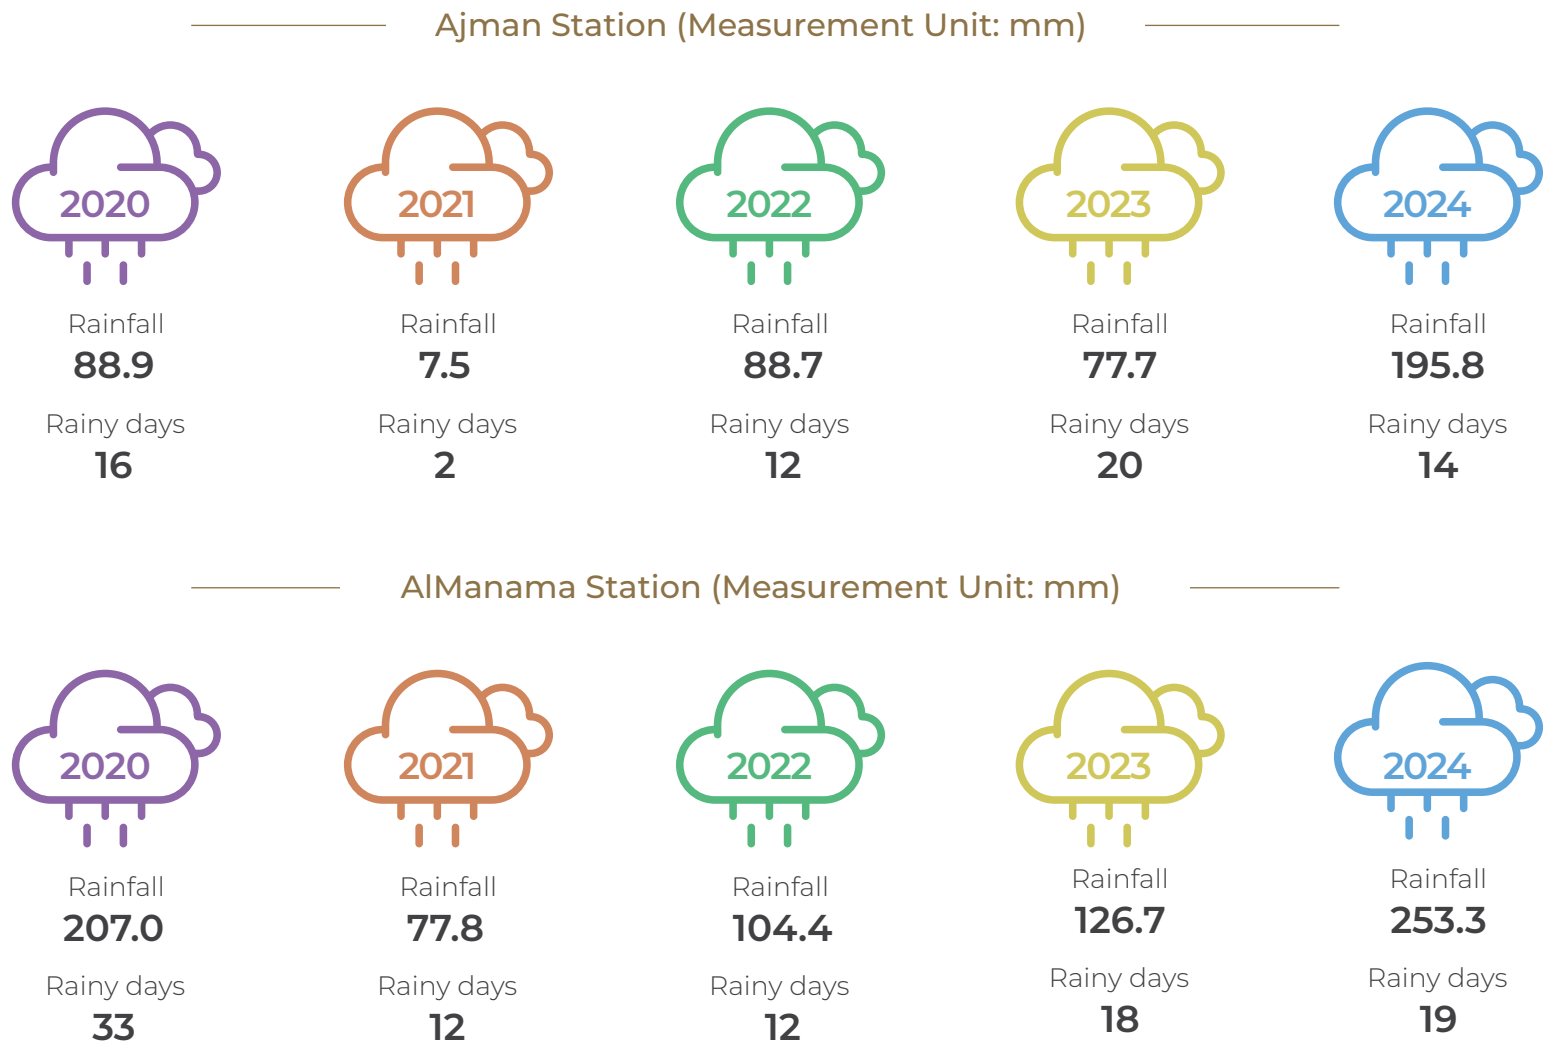 Ajman Station (Measurement Unit: mm)
2020 2021 2022 2023 2024
Rainfall Rainfall Rainfall Rainfall Rainfall
88.9 7.5 88.7 77.7 195.8
Rainy days Rainy days Rainy days Rainy days Rainy days
16 2 12 20 14
AlManama Station (Measurement Unit: mm)
2020 2021 2022 2023 2024
Rainfall Rainfall Rainfall Rainfall Rainfall
207.0 77.8 104.4 126.7 253.3
Rainy days Rainy days Rainy days Rainy days Rainy days
33 12 12 18 19